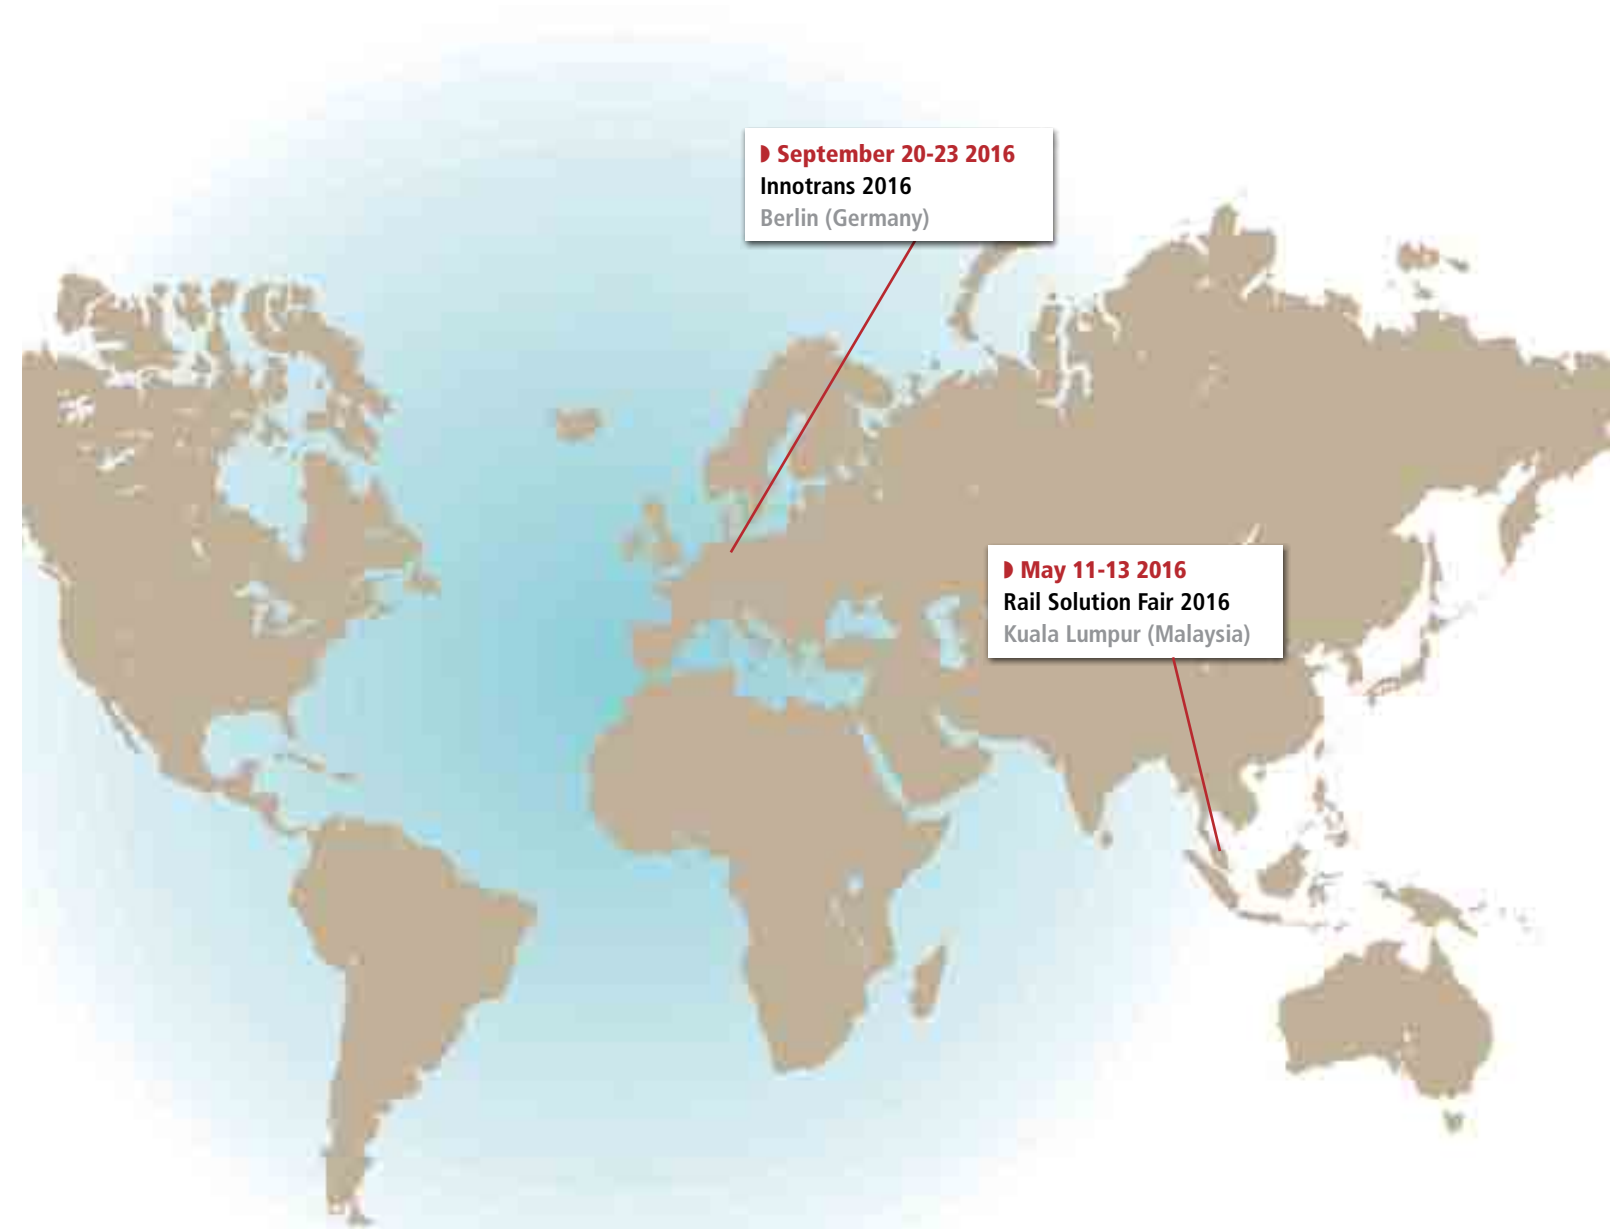 ◗ September 20-23 2016
Innotrans 2016
Berlin (Germany)
◗ May 11-13 2016
Rail Solution Fair 2016
Kuala Lumpur (Malaysia)